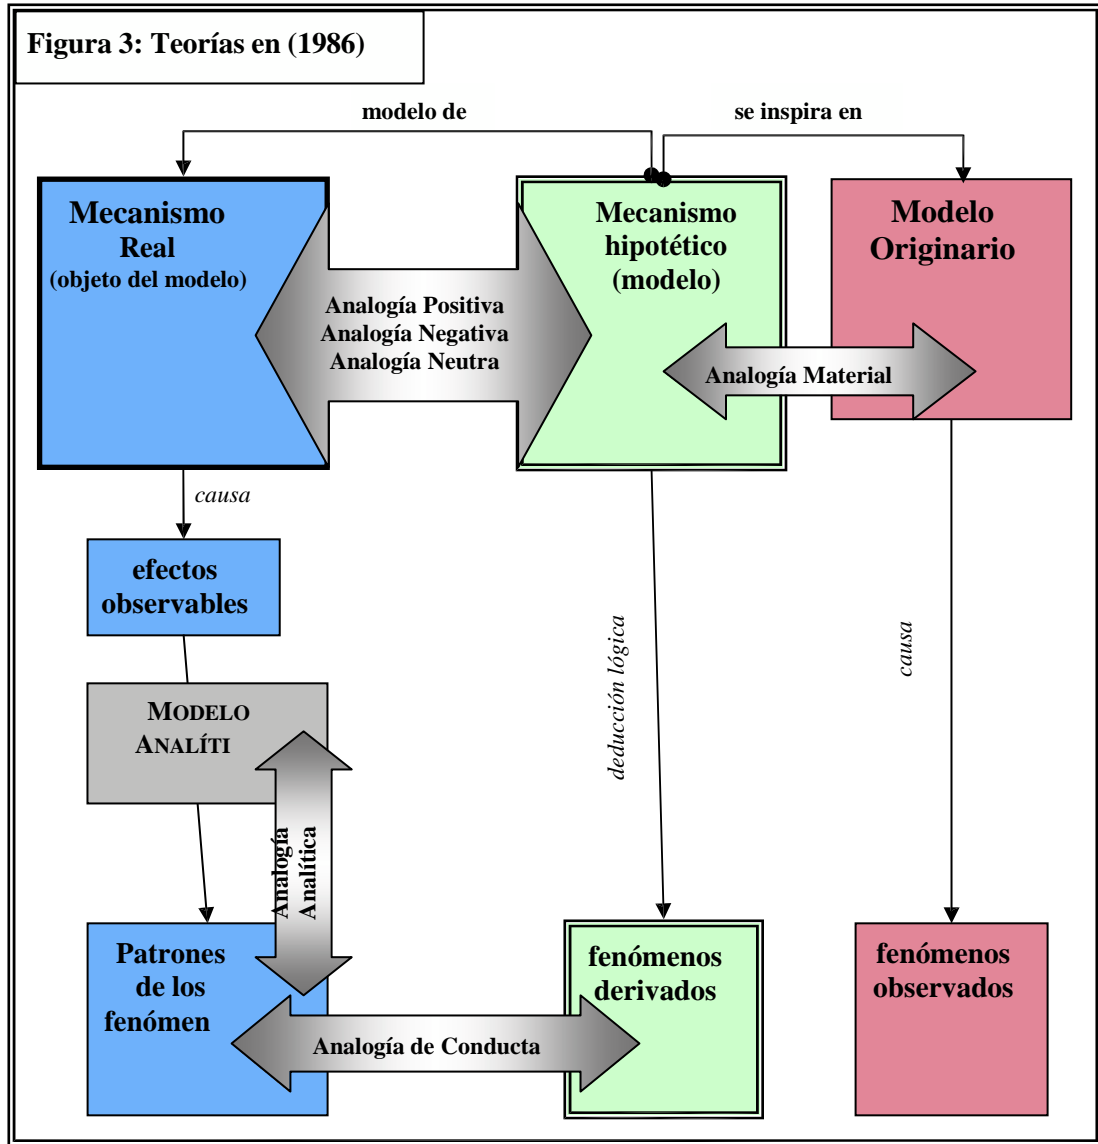 Figura 3: Teorías en (1986)
modelo de
se inspira en
Mecanismo
Real
(objeto del modelo)
Mecanismo
hipotético
(modelo)
Modelo
Originario
Analogía Positiva
Analogía Negativa
Analogía Neutra
Analogía Material
causa
efectos
observables
deducción lógica
causa
MODELO
ANALÍTI
Analogía
Analítica
Patrones
de los
fenómen
fenómenos
derivados
fenómenos
observados
Analogía de Conducta